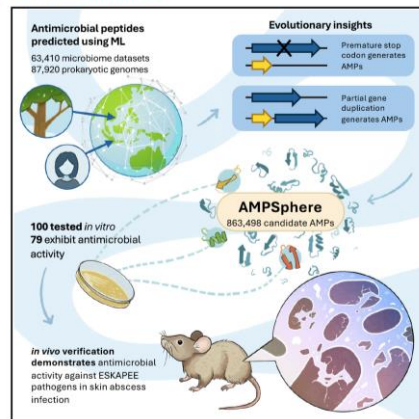 Antimicrobial peptides
predicted using ML
63,410 microbiome datasets
87,920 prokaryotic genomes
Evolutionary insights
Premature stop
codon generates
AMPs
Partial gene
duplication
generates AMPs
AMPSphere
863,498 candidate AMPs
100 tested in vitro
79 exhibit antimicrobial
activity
in vivo verification
demonstrates antimicrobial
activity against ESKAPEE
pathogens in skin abscess
infection